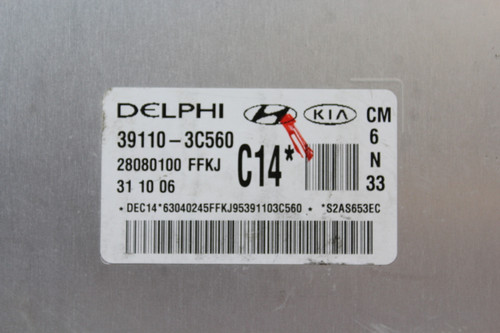 DELPHI KIA CM
39110-3C560 6
28080100 FFKJ C14* N
31 10 06 33
* DEC14*63040245FFKJ95391103C560 * *S2AS653EC